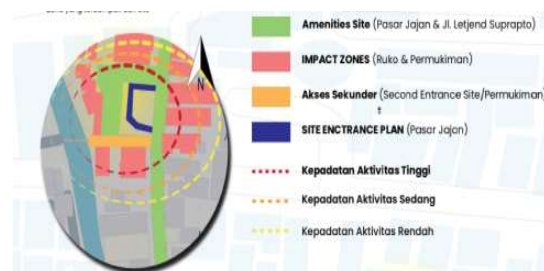 Amenities Site (Pasar Jajan & Jl. Letjend Suprapto)
IMPACT ZONES (Ruko & Permukiman)
Akses Sekunder (Second Entrance Site/Permukiman)
SITE ENCTRANCE PLAN (Pasar Jajan)
Kepadatan Aktivitas Tinggi
Kepadatan Aktivitas Sedang
Kepadatan Aktivitas Rendah
N